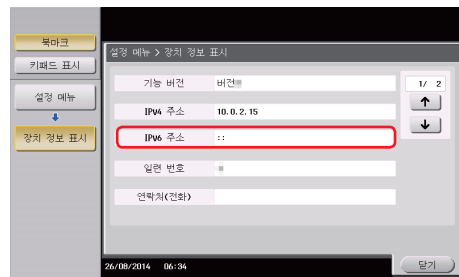 북마크
키패드 표시
설정 메뉴
장치 정보 표시
설정 메뉴 > 장치 정보 표시
기능 버전 버전
1/ 2
IPv4 주소 10.0.2.15
IPv6 주소 ::
일련 번호
연락처(전화)
26/08/2014 06:34
닫기